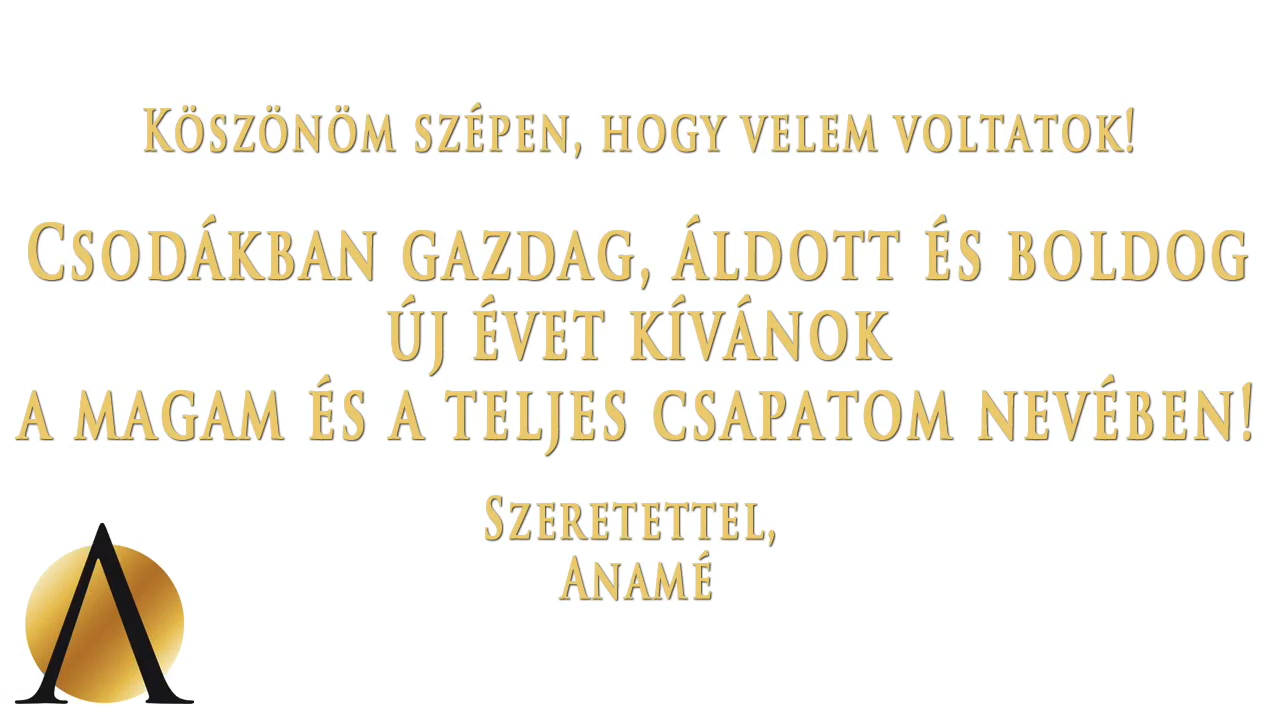 Köszönöm szépen, hogy velem voltatok!
Csodákban gazdag, áldott és boldog
új évet kívánok
a magam és a teljes csapatom nevében!
Szeretettel,
Anamé